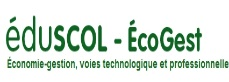 éduSCOL - ÉcoGest
Économie-gestion, voies technologique et professionnelle